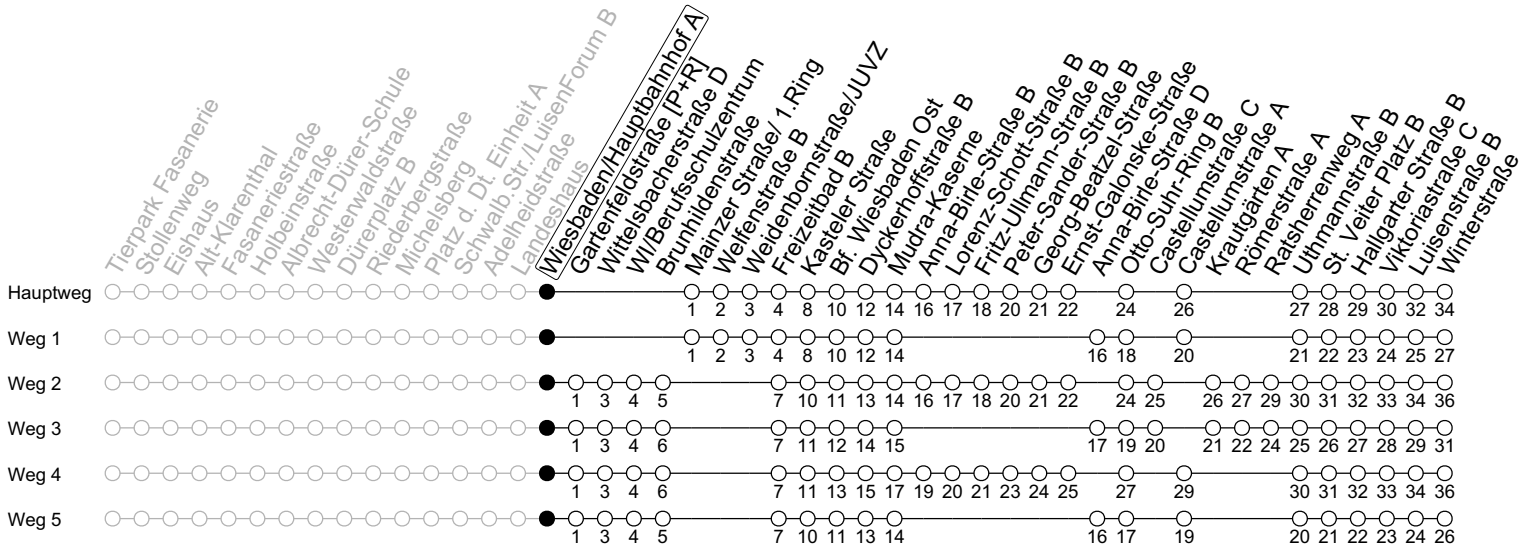 Tierpark Fasanerie
Stollenweg
Eishaus
Alt-Klarenthal
Fasaneriestraße
Holbeinstraße
Albrecht-Dürer-Schule
Westerwaldstraße
Dürerplatz B
Riederbergstraße
Michelsberg
Platz d. Dt. Einheit A
Schwalb.Str./LuisenForum B
Adelheidstraße
Landeshaus
Wiesbaden/Hauptbahnhof A
Gartenfeldstraße [P+R]
Wittelsbacherstraße D
WI/Berufsschulzentrum
Brunhildenstraße
Mainzer Straße/ 1.Ring
Welfenstraße B
Weidenbornstraße/JUVZ
Freizeitbad B
Kasteler Straße
Bf. Wiesbaden Ost
Dyckerhoffstraße B
Mudra-Kaserne
Anna-Birle-Straße B
Lorenz-Schott-Straße B
Fritz-Ullmann-Straße B
Peter-Sander-Straße B
Georg-Beatzel-Straße
Ernst-Galonske-Straße
Anna-Birle-Straße D
Otto-Suhr-Ring B
Castellumstraße C
Castellumstraße A
Krautgärten A
Römerstraße A
Ratsherrenweg A
Uthmannstraße B
St. Veiter Platz B
Hallgarter Straße B
Viktoriastraße C
Luisenstraße B
Winterstraße
Hauptweg
1 2 3 4 8 10 12 14 16 17 18 20 21 22 24 26 27 28 29 30 32 34
Weg 1
1 2 3 4 8 10 12 14 16 18 20 21 22 23 24 25 27
Weg 2
1 3 4 5 7 10 11 13 14 16 17 18 20 21 22 24 25 26 27 29 30 31 32 33 34 36
Weg 3
1 3 4 6 7 11 12 14 15 17 19 20 21 22 24 25 26 27 28 29 31
Weg 4
1 3 4 6 7 11 13 15 17 19 20 21 23 24 25 27 29 30 31 32 33 34 36
Weg 5
1 3 4 5 7 10 11 13 14 16 17 19 20 21 22 23 24 26